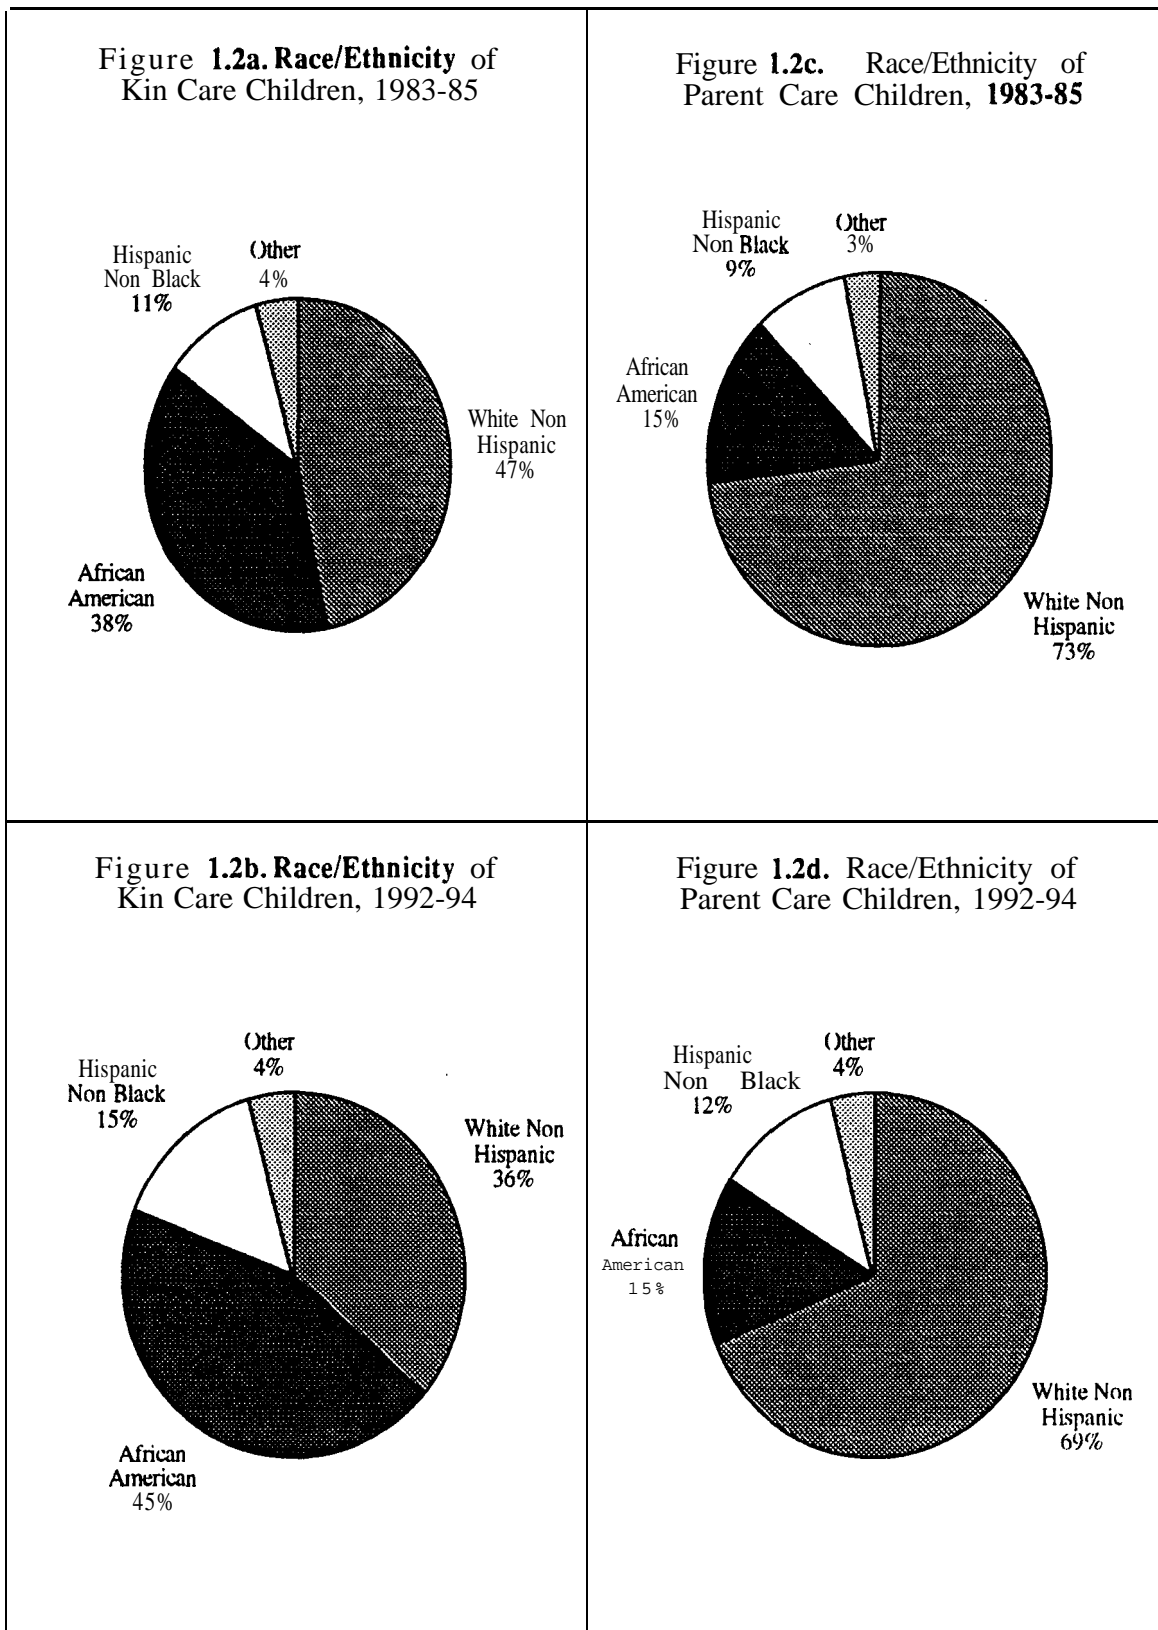 Figure 1.2a. Race/Ethnicity of
Kin Care Children, 1983-85
Hispanic
Non Black
11%
Other
4%
White Non
Hispanic
47%
African
American
38%
Figure 1.2c. Race/Ethnicity of
Parent Care Children, 1983-85
Hispanic
Non Black
9%
Other
3%
African
American
15%
White Non
Hispanic
73%
Figure 1.2b. Race/Ethnicity of
Kin Care Children, 1992-94
Other
4%
Hispanic
Non Black
15%
White Non
Hispanic
36%
African
American
45%
Figure 1.2d. Race/Ethnicity of
Parent Care Children, 1992-94
Other
4%
Hispanic
Non Black
12%
African
American
15%
White Non
Hispanic
69%